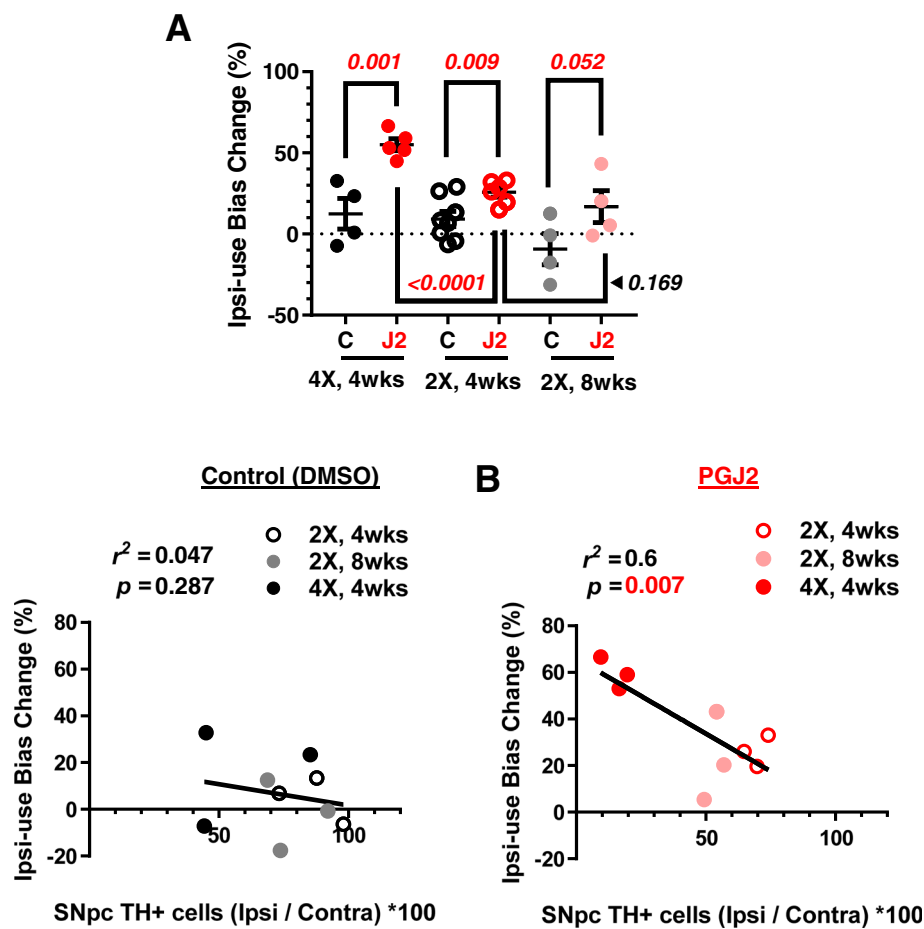 A
Ipsi-use Bias Change (%)
100
50
0
-50
0.001
0.009
0.052
<0.0001
0.169
C
J2
C
J2
C
J2
4X, 4wks
2X, 4wks
2X, 8wks
Control (DMSO)
r² = 0.047
p = 0.287
2X, 4wks
2X, 8wks
4X, 4wks
Ipsi-use Bias Change (%)
80
60
40
20
0
-20
50
100
SNpc TH+ cells (Ipsi / Contra) *100
B
PGJ2
r² = 0.6
p = 0.007
2X, 4wks
2X, 8wks
4X, 4wks
Ipsi-use Bias Change (%)
80
60
40
20
0
-20
50
100
SNpc TH+ cells (Ipsi / Contra) *100